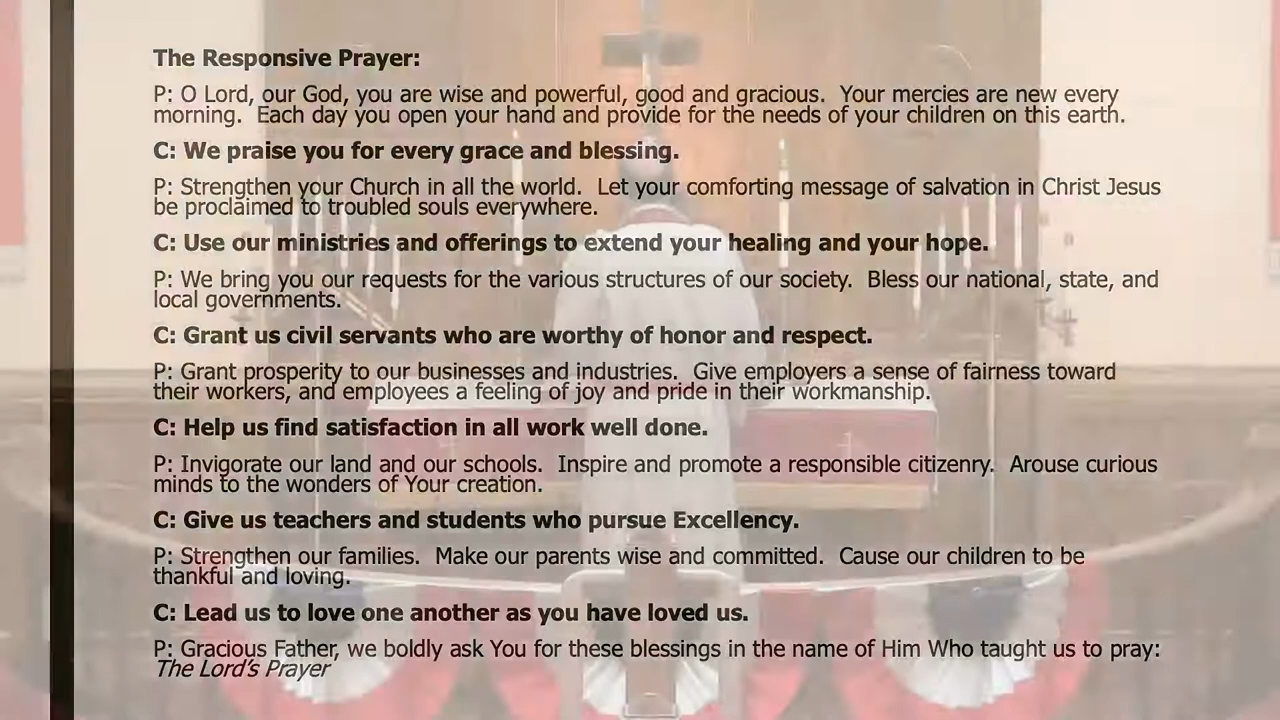 The Responsive Prayer:
P: O Lord, our God, you are wise and powerful, good and gracious.  Your mercies are new every
morning.  Each day you open your hand and provide for the needs of your children on this earth.
C: We praise you for every grace and blessing.
P: Strengthen your Church in all the world.  Let your comforting message of salvation in Christ Jesus
be proclaimed to troubled souls everywhere.
C: Use our ministries and offerings to extend your healing and your hope.
P: We bring you our requests for the various structures of our society.  Bless our national, state, and
local governments.
C: Grant us civil servants who are worthy of honor and respect.
P: Grant prosperity to our businesses and industries.  Give employers a sense of fairness toward
their workers, and employees a feeling of joy and pride in their workmanship.
C: Help us find satisfaction in all work well done.
P: Invigorate our land and our schools.  Inspire and promote a responsible citizenry.  Arouse curious
minds to the wonders of Your creation.
C: Give us teachers and students who pursue Excellency.
P: Strengthen our families.  Make our parents wise and committed.  Cause our children to be
thankful and loving.
C: Lead us to love one another as you have loved us.
P: Gracious Father, we boldly ask You for these blessings in the name of Him Who taught us to pray:
The Lord's Prayer